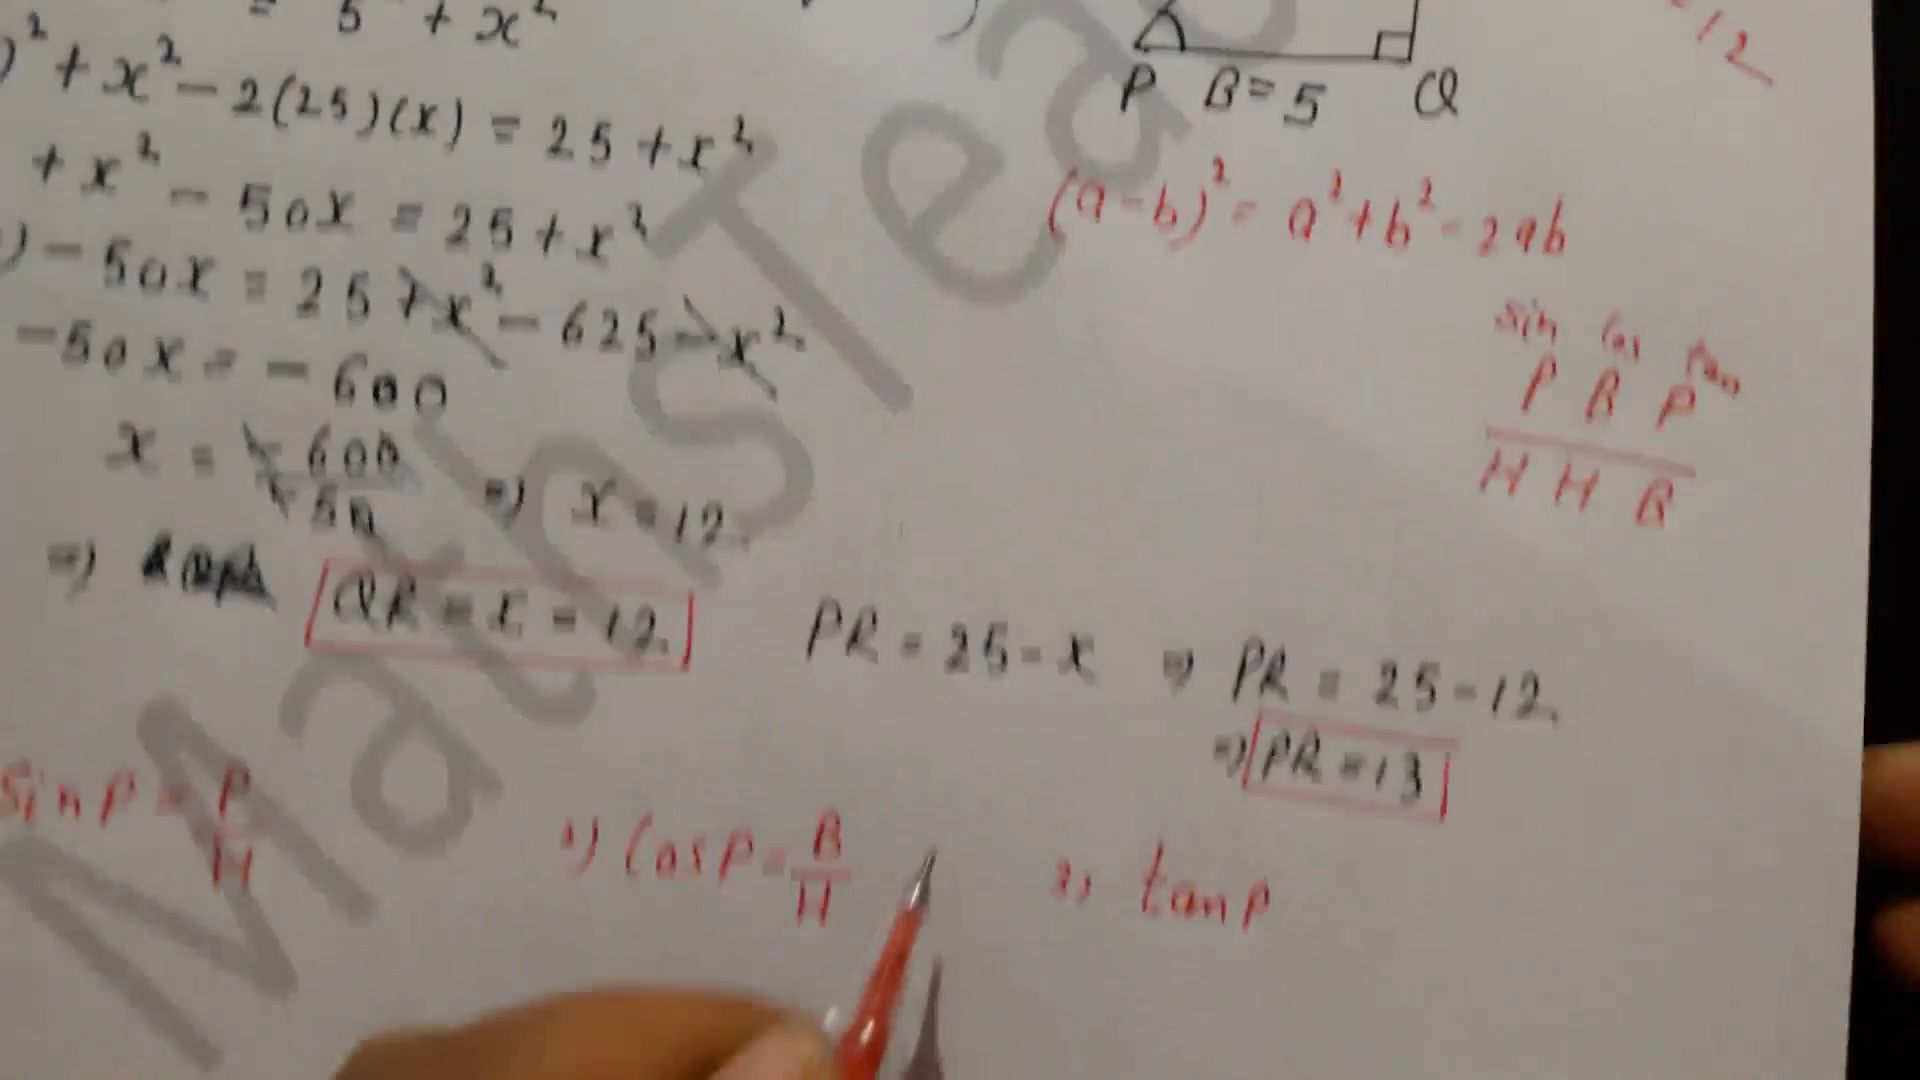 = 5 + x²
)² + x² - 2(25)(x) = 25 + x²
+ x² - 50x = 25 + x²
) - 50x = 25 + x² - 625 - x²
-50x = -600
x = -600/-50 ⇒ x = 12.
⇒ QR = x = 12. PR = 25 - x ⇒ PR = 25 - 12.
⇒ PR = 13
P B = 5 Q
= 12
(a-b)² = a² + b² - 2ab
sin cos tan
P B P
H H B
sin P = P/H
1) cos P = B/H
2) tan P
MathsTea